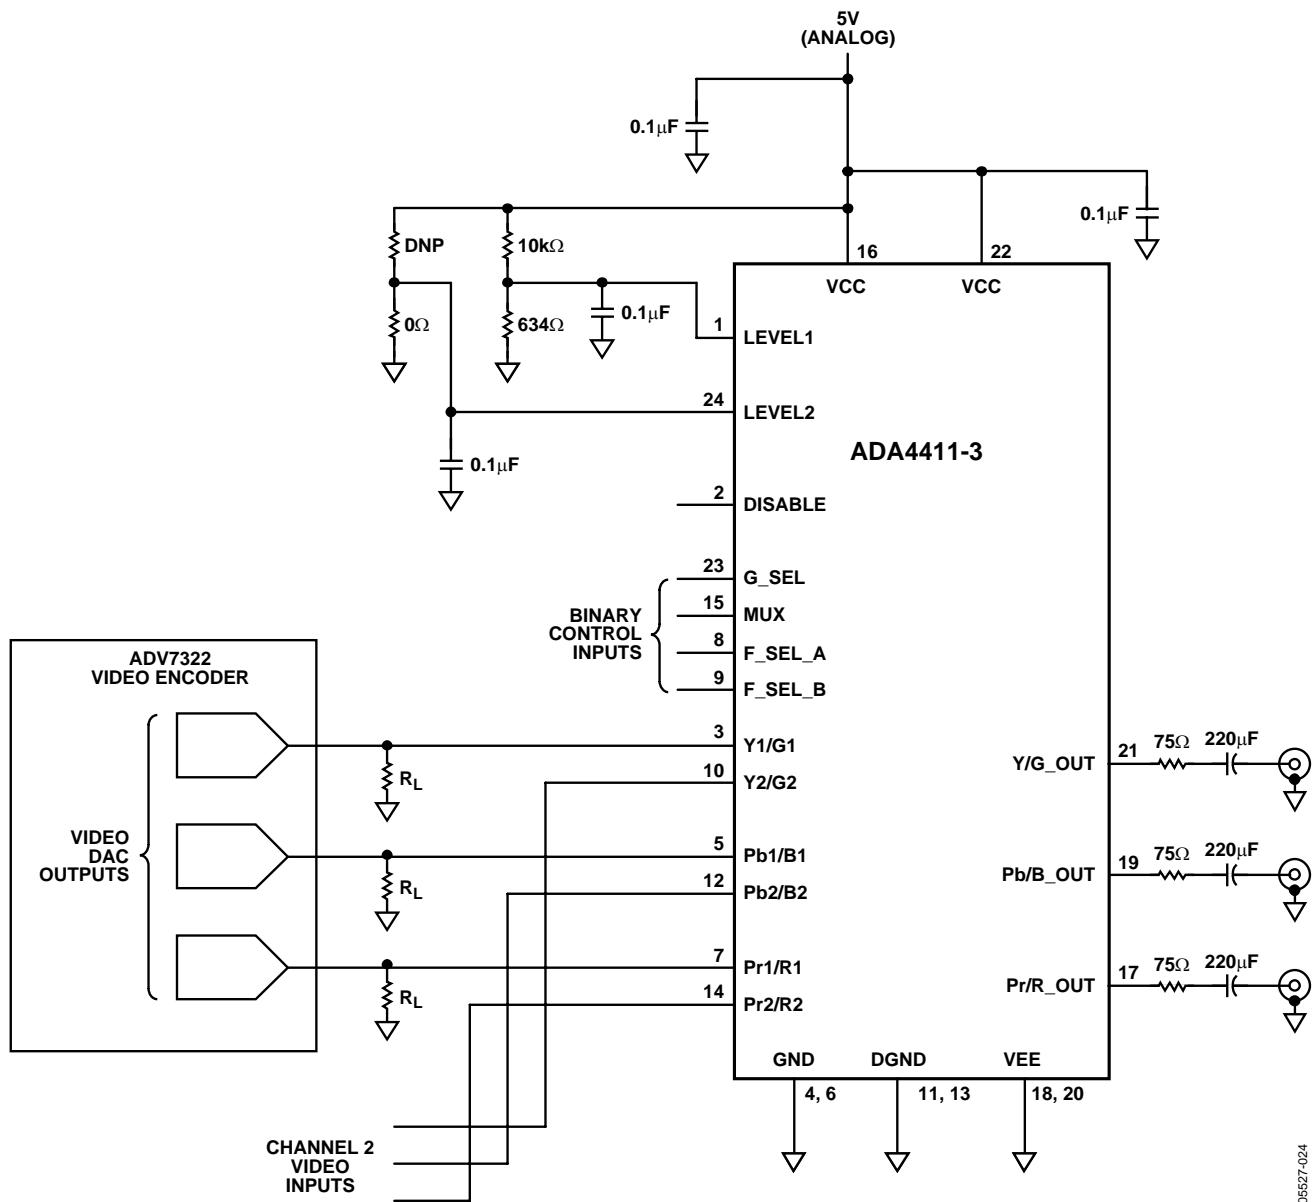 5V
(ANALOG)
0.1μF
0.1μF
DNP
10kΩ
16
22
VCC
VCC
0Ω
634Ω
0.1μF
1
LEVEL1
24
LEVEL2
ADA4411-3
0.1μF
2
DISABLE
23
G_SEL
BINARY
CONTROL
INPUTS
15
MUX
8
F_SEL_A
9
F_SEL_B
ADV7322
VIDEO ENCODER
VIDEO
DAC
OUTPUTS
3
Y1/G1
RL
10
Y2/G2
5
Pb1/B1
RL
12
Pb2/B2
7
Pr1/R1
RL
14
Pr2/R2
Y/G_OUT
21
75Ω
220μF
Pb/B_OUT
19
75Ω
220μF
Pr/R_OUT
17
75Ω
220μF
GND
DGND
VEE
4, 6
11, 13
18, 20
CHANNEL 2
VIDEO
INPUTS
05527-024